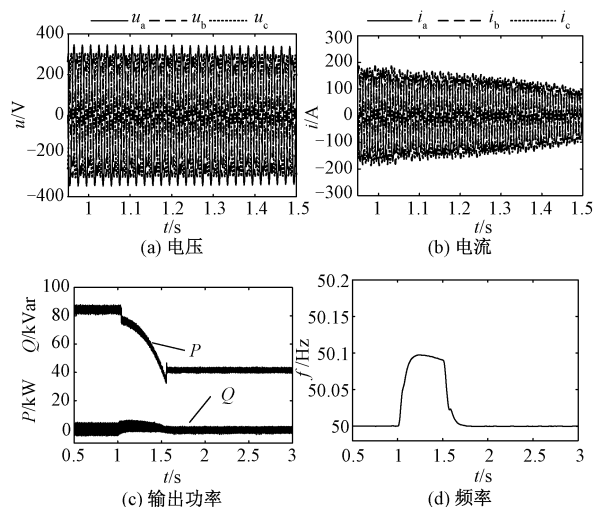 u_a u_b u_c
i_a i_b i_c
400
200
0
−200
−400
u/V
1 1.1 1.2 1.3 1.4 1.5
t/s
(a) 电压
300
200
100
0
−100
−200
−300
i/A
1 1.1 1.2 1.3 1.4 1.5
t/s
(b) 电流
100
80
60
40
20
0
P/kW Q/kVar
P
Q
0.5 1 1.5 2 2.5 3
t/s
(c) 输出功率
50.2
50.1
50.1
50.05
50
f/Hz
0.5 1 1.5 2 2.5 3
t/s
(d) 频率